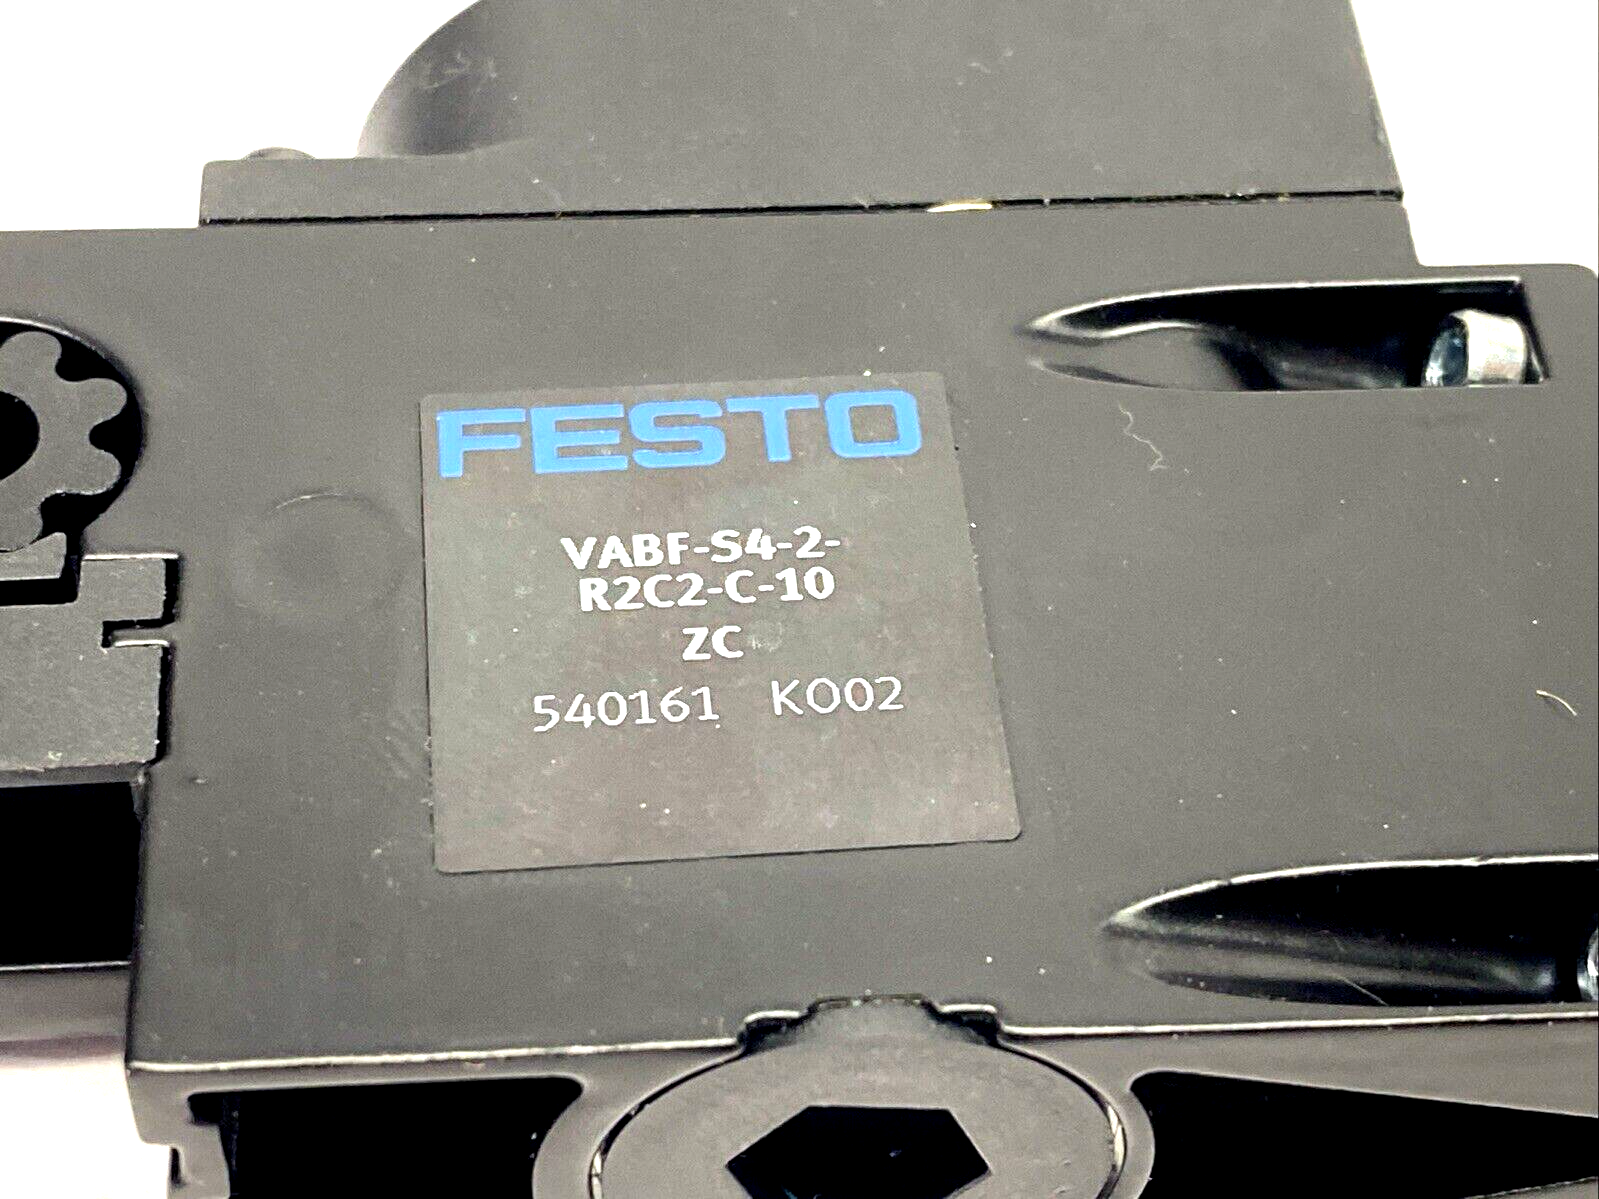 FESTO
VABF-S4-2-
R2C2-C-10
ZC
540161 K002